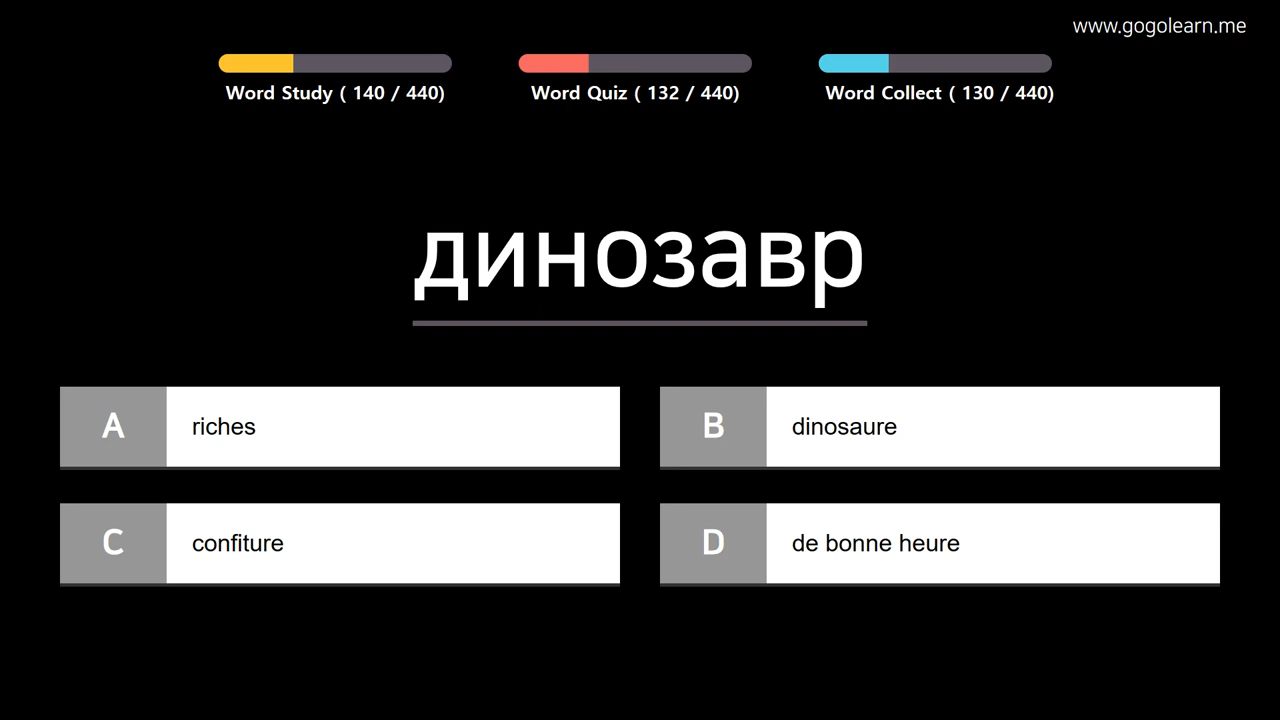 www.gogolearn.me
Word Study ( 140 / 440)
Word Quiz ( 132 / 440)
Word Collect ( 130 / 440)
динозавр
A riches
B dinosaure
C confiture
D de bonne heure